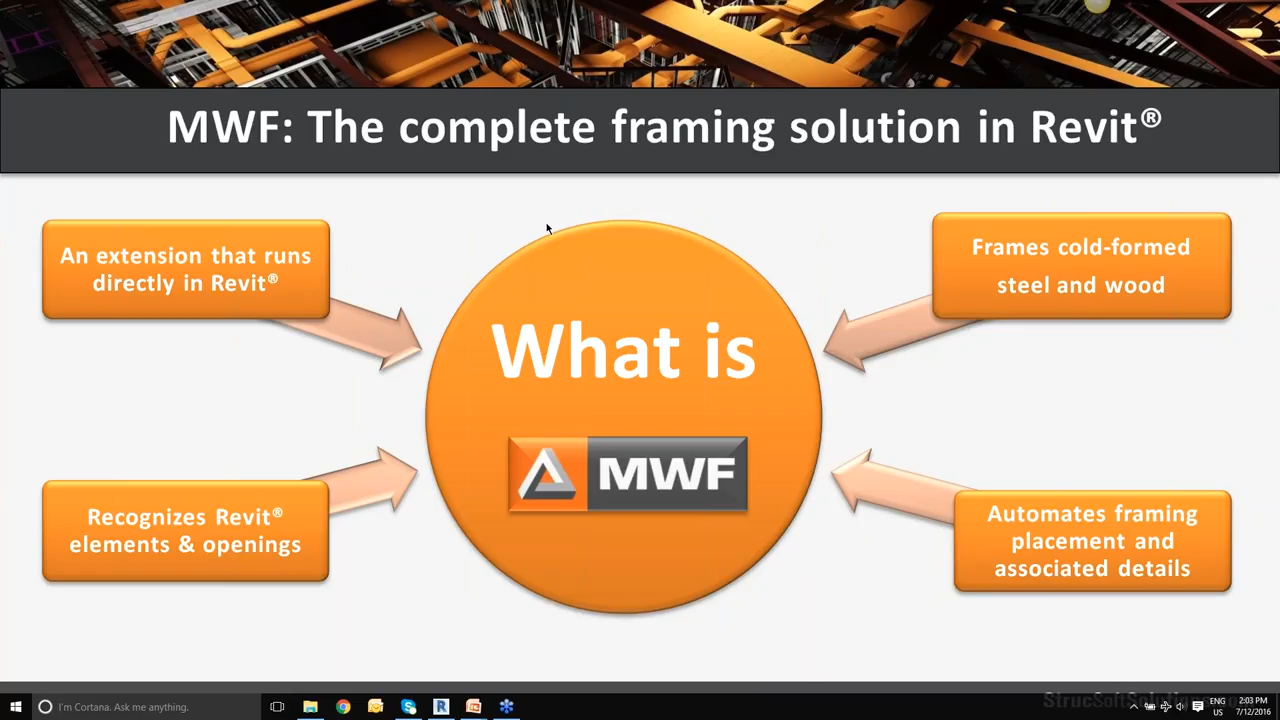 MWF: The complete framing solution in Revit®
An extension that runs
directly in Revit®
Frames cold-formed
steel and wood
What is
MWF
Recognizes Revit®
elements & openings
Automates framing
placement and
associated details
StrucSoftSolutions
I'm Cortana. Ask me anything.
ENG
US
2:03 PM
7/12/2016